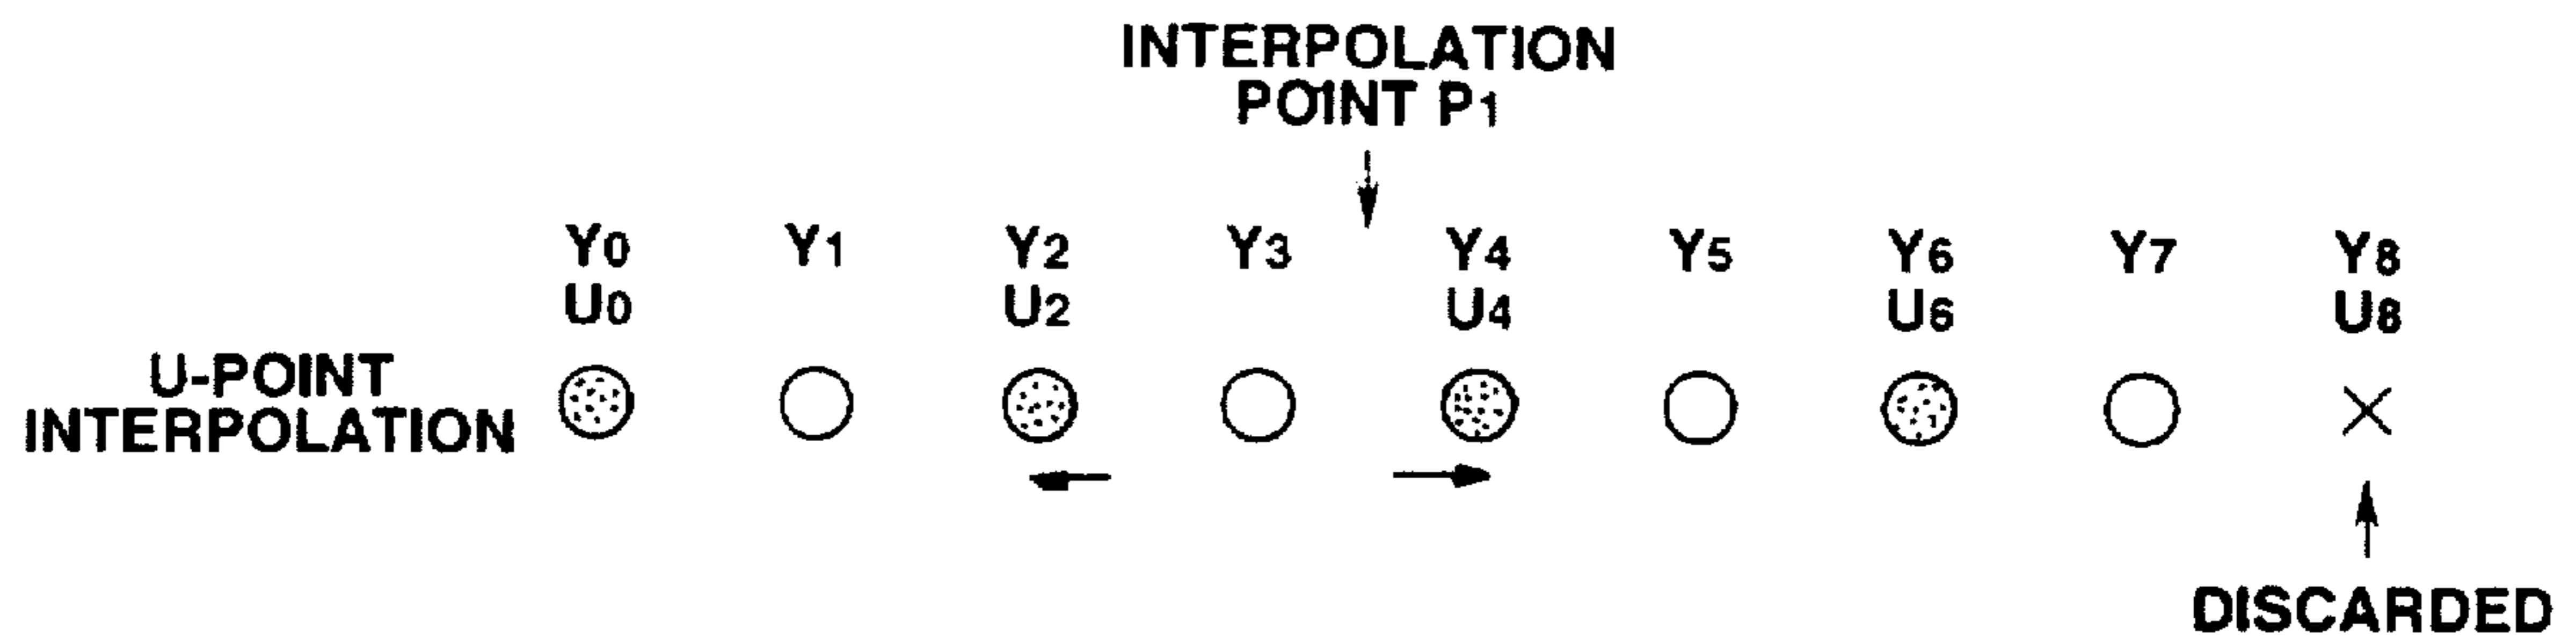 INTERPOLATION
POINT P1
Y0 Y1 Y2 Y3 Y4 Y5 Y6 Y7 Y8
U0 U2 U4 U6 U8
U-POINT
INTERPOLATION
DISCARDED